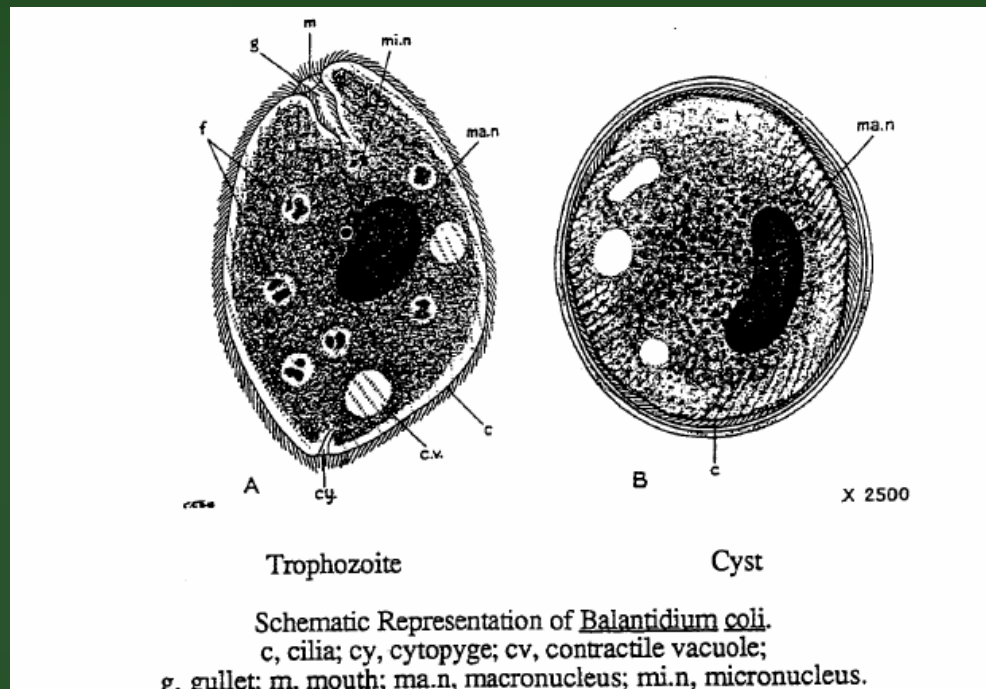 m
g
mi.n
f
ma.n
ma.n
c
c.v.
cy.
c
A
B
X 2500
Trophozoite
Cyst
Schematic Representation of Balantidium coli.
c, cilia; cy, cytopyge; cv, contractile vacuole;
g, gullet; m, mouth; ma.n, macronucleus; mi.n, micronucleus.